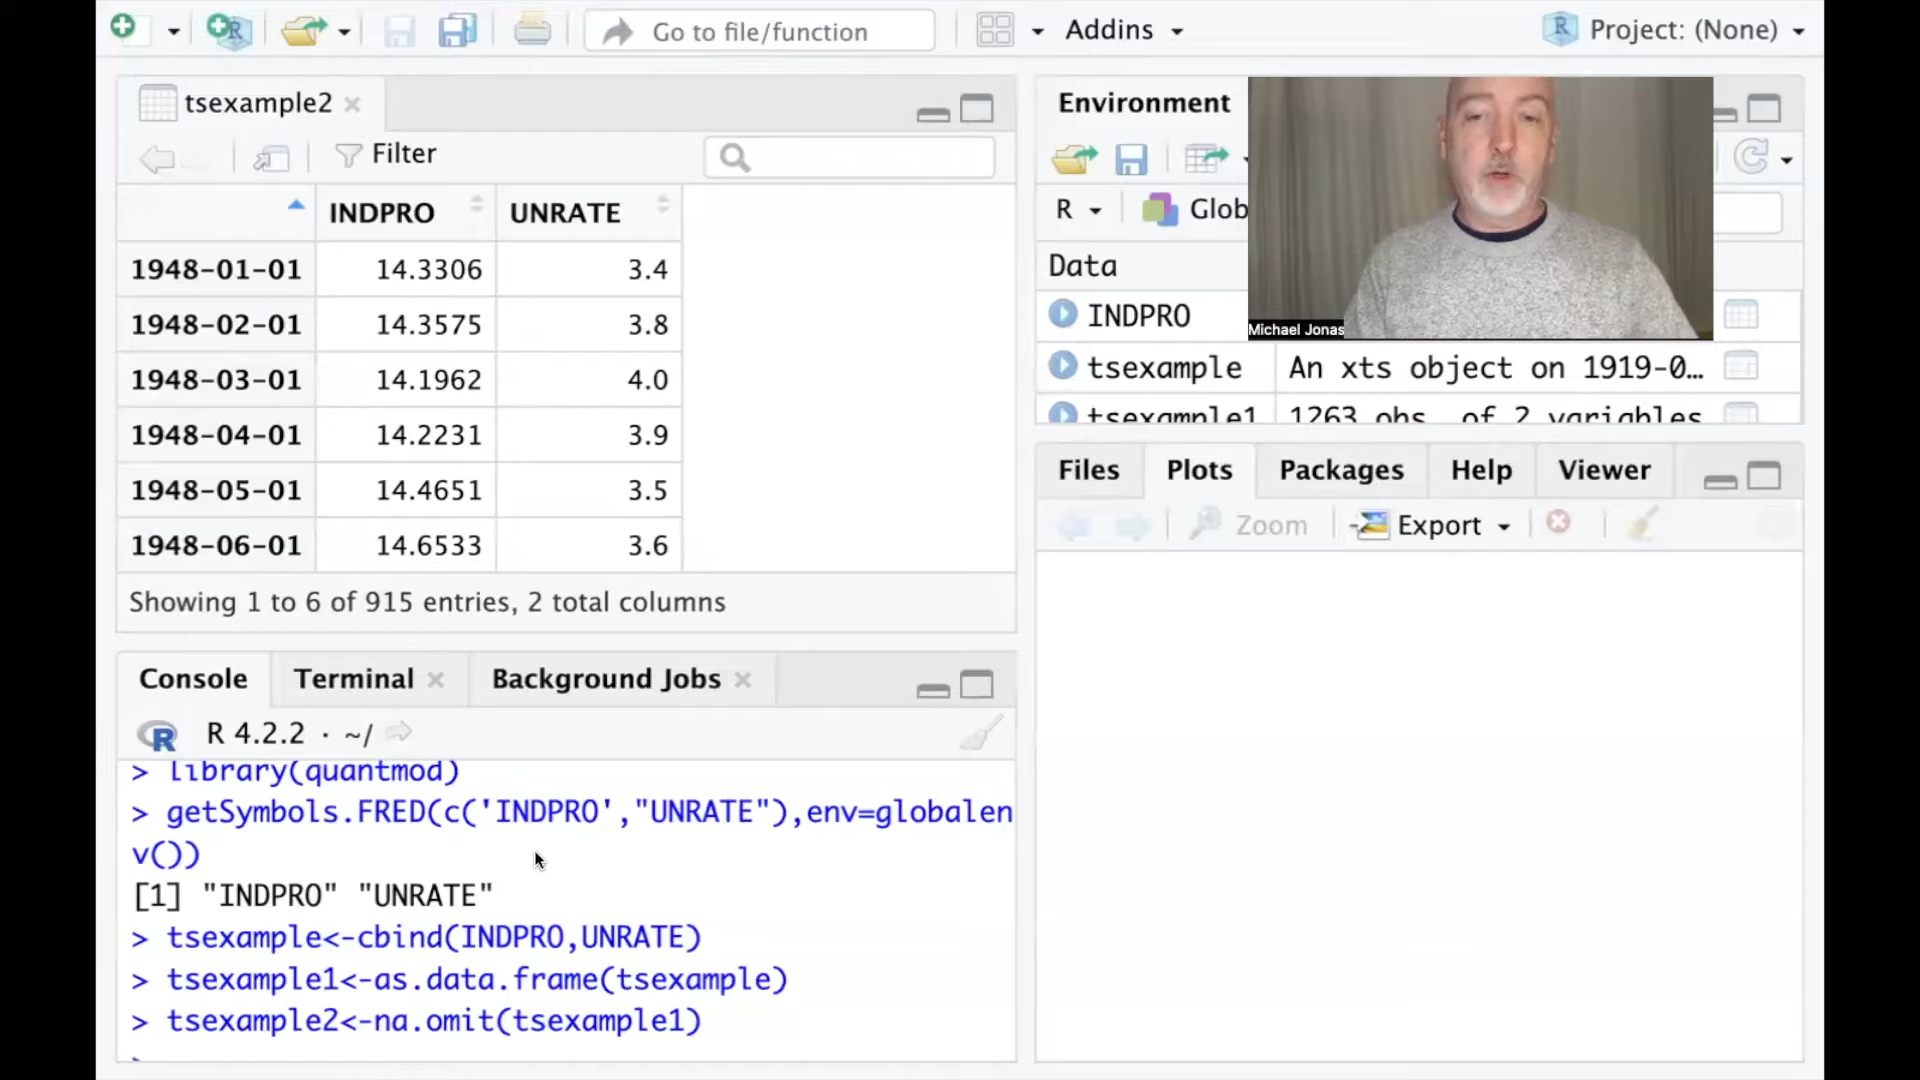 Go to file/function
Addins
Project: (None)
tsexample2
Filter
INDPRO UNRATE
1948-01-01 14.3306 3.4
1948-02-01 14.3575 3.8
1948-03-01 14.1962 4.0
1948-04-01 14.2231 3.9
1948-05-01 14.4651 3.5
1948-06-01 14.6533 3.6
Showing 1 to 6 of 915 entries, 2 total columns
Console Terminal Background Jobs
R 4.2.2 · ~/
> library(quantmod)
> getSymbols.FRED(c('INDPRO',"UNRATE"),env=globalen
v())
[1] "INDPRO" "UNRATE"
> tsexample<-cbind(INDPRO,UNRATE)
> tsexample1<-as.data.frame(tsexample)
> tsexample2<-na.omit(tsexample1)
Environment
R
Glob
Data
INDPRO
Michael Jonas
tsexample An xts object on 1919-0…
tsexample1 1263 obs. of 2 variables
Files Plots Packages Help Viewer
Zoom Export